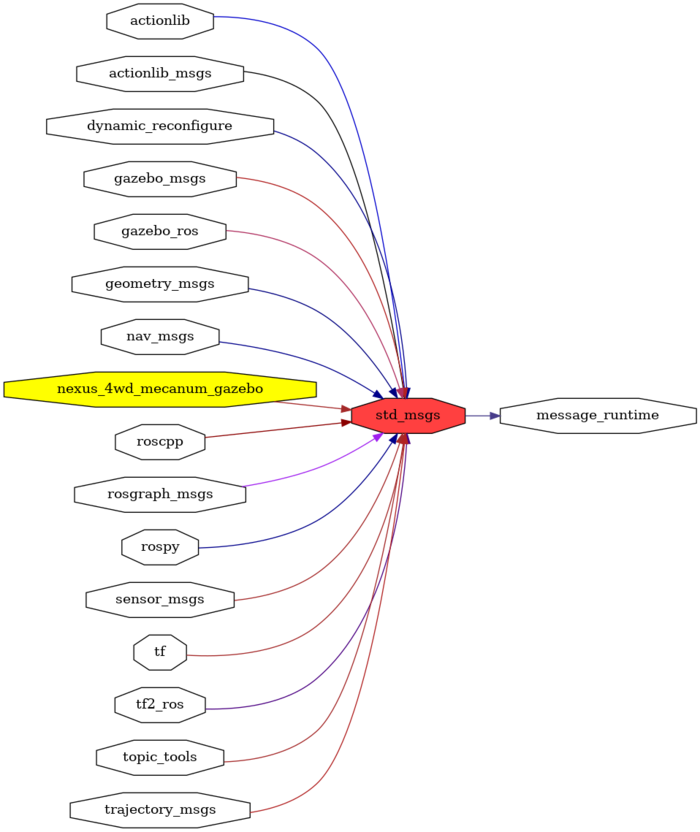 actionlib
actionlib_msgs
dynamic_reconfigure
gazebo_msgs
gazebo_ros
geometry_msgs
nav_msgs
nexus_4wd_mecanum_gazebo
std_msgs
message_runtime
roscpp
rosgraph_msgs
rospy
sensor_msgs
tf
tf2_ros
topic_tools
trajectory_msgs